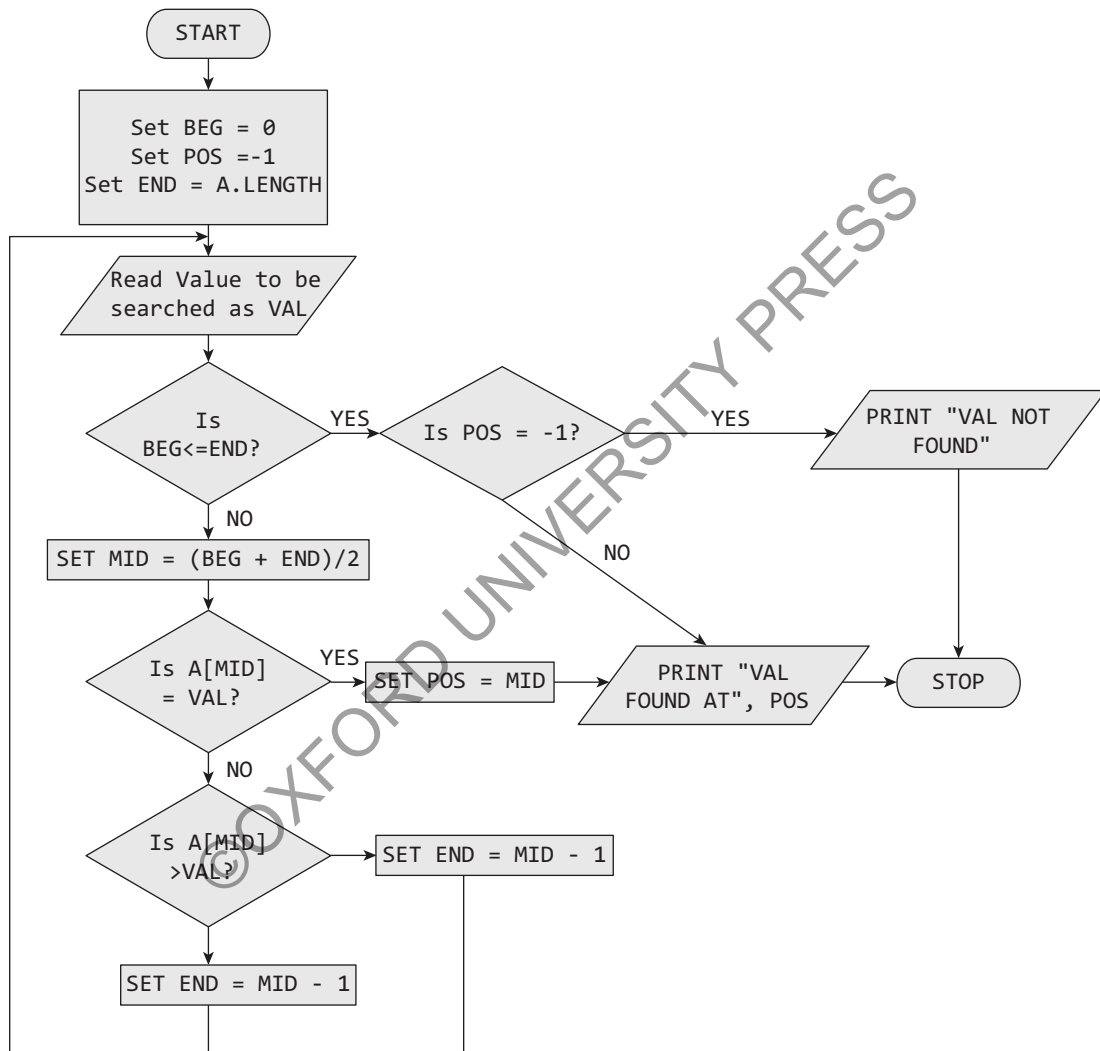 START
Set BEG = 0
Set POS =-1
Set END = A.LENGTH
Read Value to be
searched as VAL
Is
BEG<=END?
YES
Is POS = -1?
YES
PRINT "VAL NOT
FOUND"
NO
SET MID = (BEG + END)/2
NO
Is A[MID]
= VAL?
YES
SET POS = MID
PRINT "VAL
FOUND AT", POS
STOP
NO
Is A[MID]
>VAL?
SET END = MID - 1
SET END = MID - 1
©OXFORD UNIVERSITY PRESS